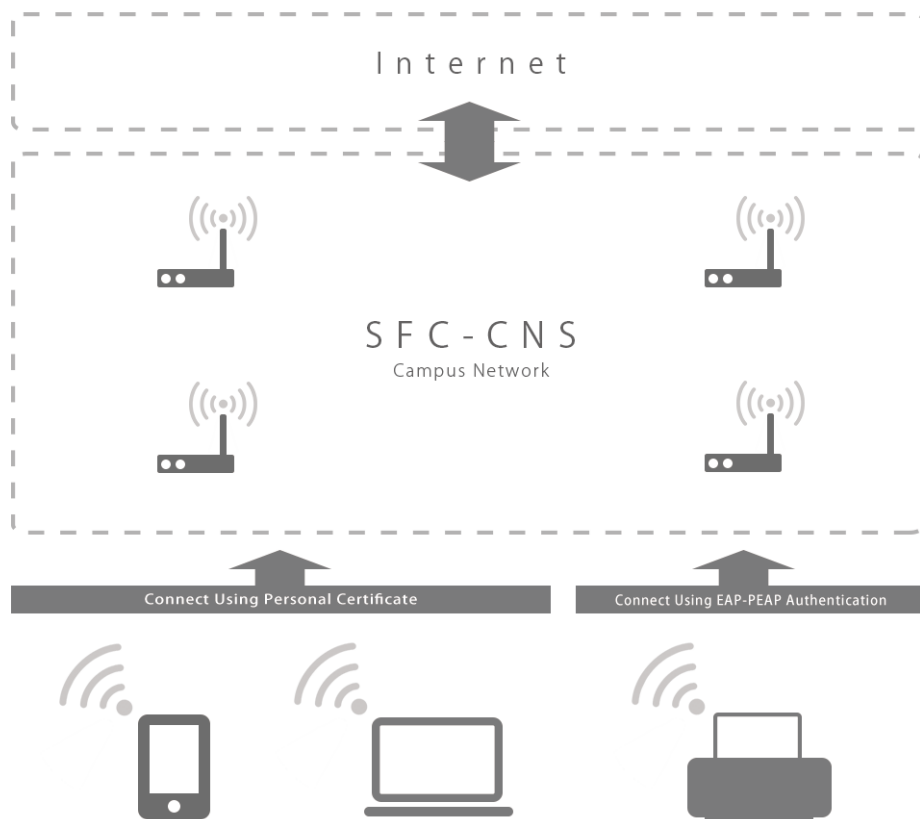 Internet
SFC-CNS
Campus Network
Connect Using Personal Certificate
Connect Using EAP-PEAP Authentication